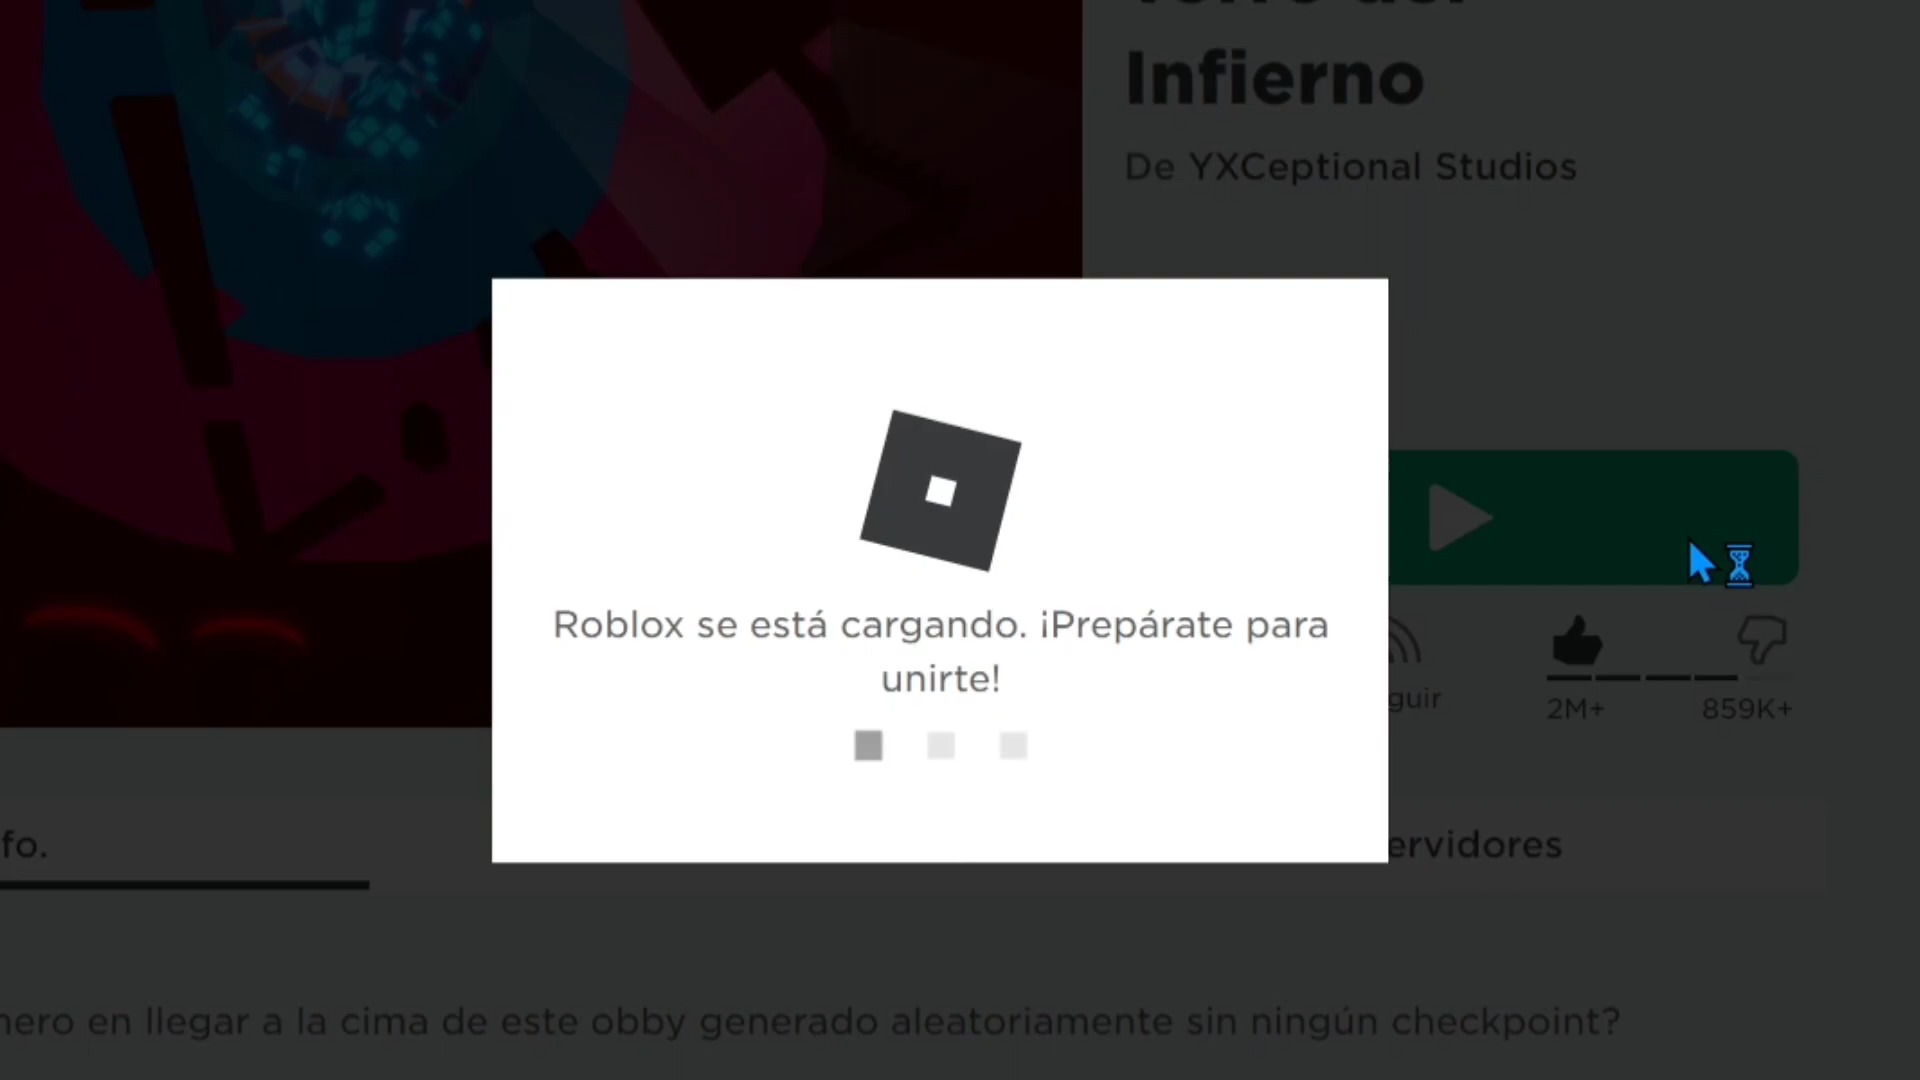 Infierno
De YXCeptional Studios
Roblox se está cargando. ¡Prepárate para
unirte!
guir
2M+
859K+
fo.
ervidores
nero en llegar a la cima de este obby generado aleatoriamente sin ningún checkpoint?